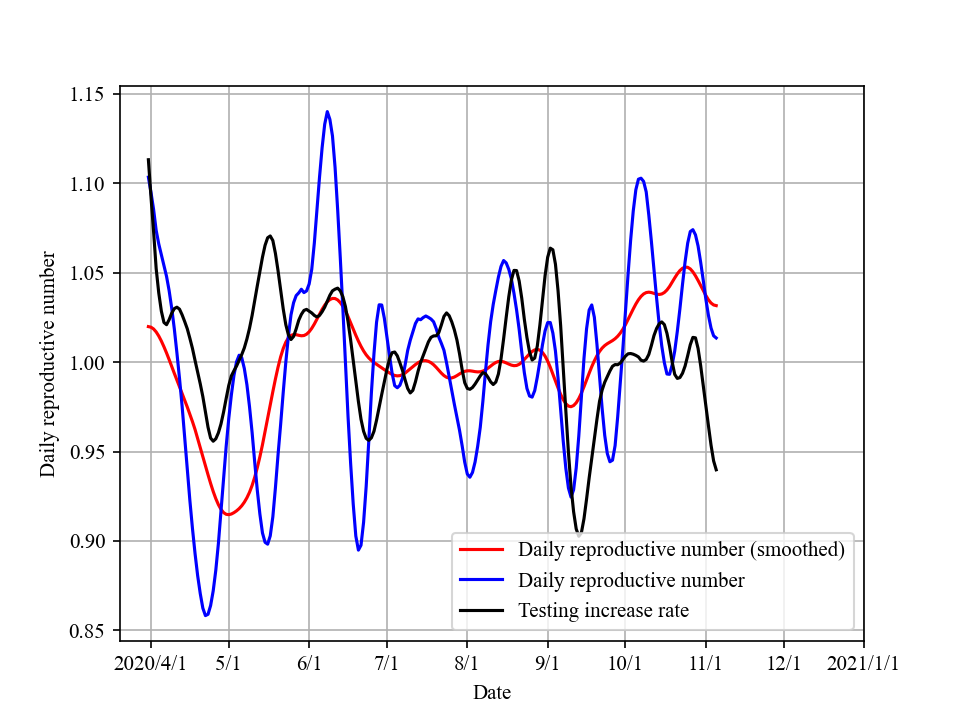 1.15
1.10
1.05
1.00
0.95
0.90
0.85
Daily reproductive number
Daily reproductive number (smoothed)
Daily reproductive number
Testing increase rate
2020/4/1 5/1 6/1 7/1 8/1 9/1 10/1 11/1 12/1 2021/1/1
Date